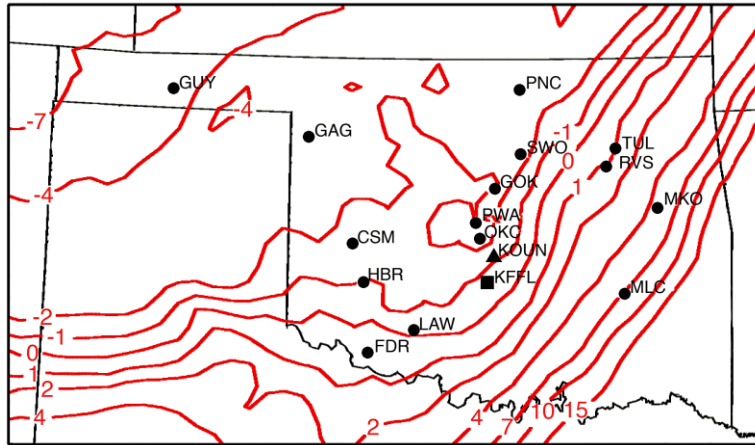 GUY
PNC
-4
-7
GAG
-1
TUL
SWO
0
RVS
GOK
1
-4
MKO
PWA
OKC
CSM
KOUN
HBR
KFFL
MLC
-2
LAW
-1
0
FDR
1
2
4
2
4
7
10
15